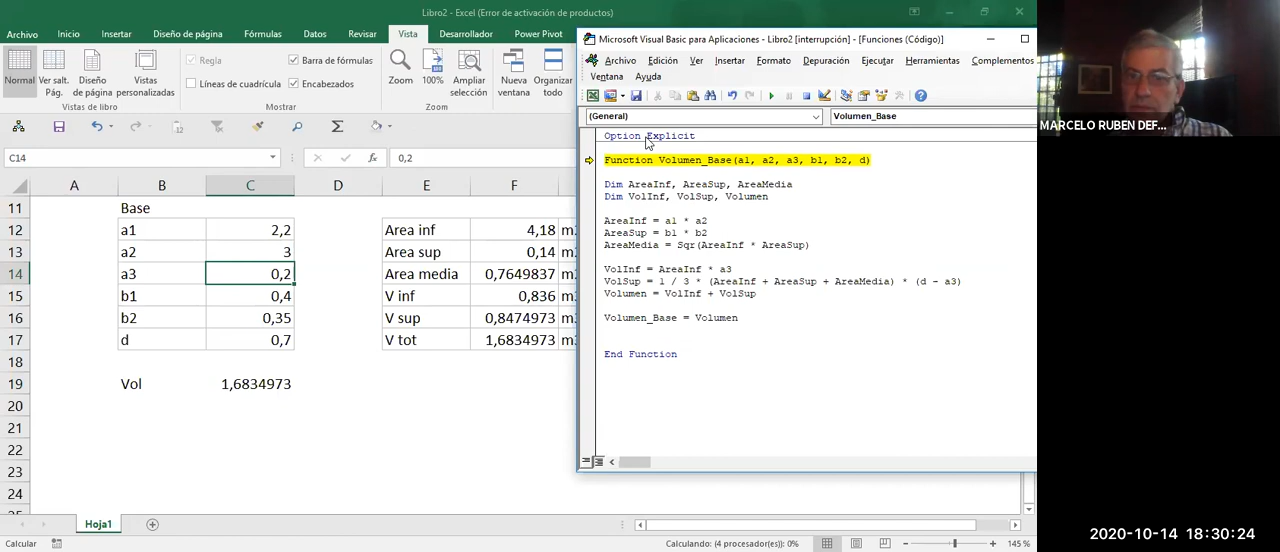 Libro2 - Excel (Error de activación de productos)
Archivo Inicio Insertar Diseño de página Fórmulas Datos Revisar Vista Desarrollador Power Pivot
Normal
Ver salt. Pág.
Diseño de página
Vistas personalizadas
Vistas de libro
Regla
Barra de fórmulas
Líneas de cuadrícula
Encabezados
Mostrar
Zoom
100%
Ampliar selección
Zoom
Nueva ventana
Organizar todo
C14 fx 0,2
A B C D E F
11 Base
12 a1 2,2 Area inf 4,18
13 a2 3 Area sup 0,14
14 a3 0,2 Area media 0,7649837
15 b1 0,4 V inf 0,836
16 b2 0,35 V sup 0,8474973
17 d 0,7 V tot 1,6834973
18
19 Vol 1,6834973
20
21
22
23
24
Hoja1
Calcular
Calculando: (4 procesador(es)): 0%
145 %
Microsoft Visual Basic para Aplicaciones - Libro2 [interrupción] - [Funciones (Código)]
Archivo Edición Ver Insertar Formato Depuración Ejecutar Herramientas Complementos
Ventana Ayuda
(General) Volumen_Base
Option Explicit
Function Volumen_Base(a1, a2, a3, b1, b2, d)
Dim AreaInf, AreaSup, AreaMedia
Dim VolInf, VolSup, Volumen
AreaInf = a1 * a2
AreaSup = b1 * b2
AreaMedia = Sqr(AreaInf * AreaSup)
VolInf = AreaInf * a3
VolSup = 1 / 3 * (AreaInf + AreaSup + AreaMedia) * (d - a3)
Volumen = VolInf + VolSup
Volumen_Base = Volumen
End Function
MARCELO RUBEN DEF...
2020-10-14 18:30:24